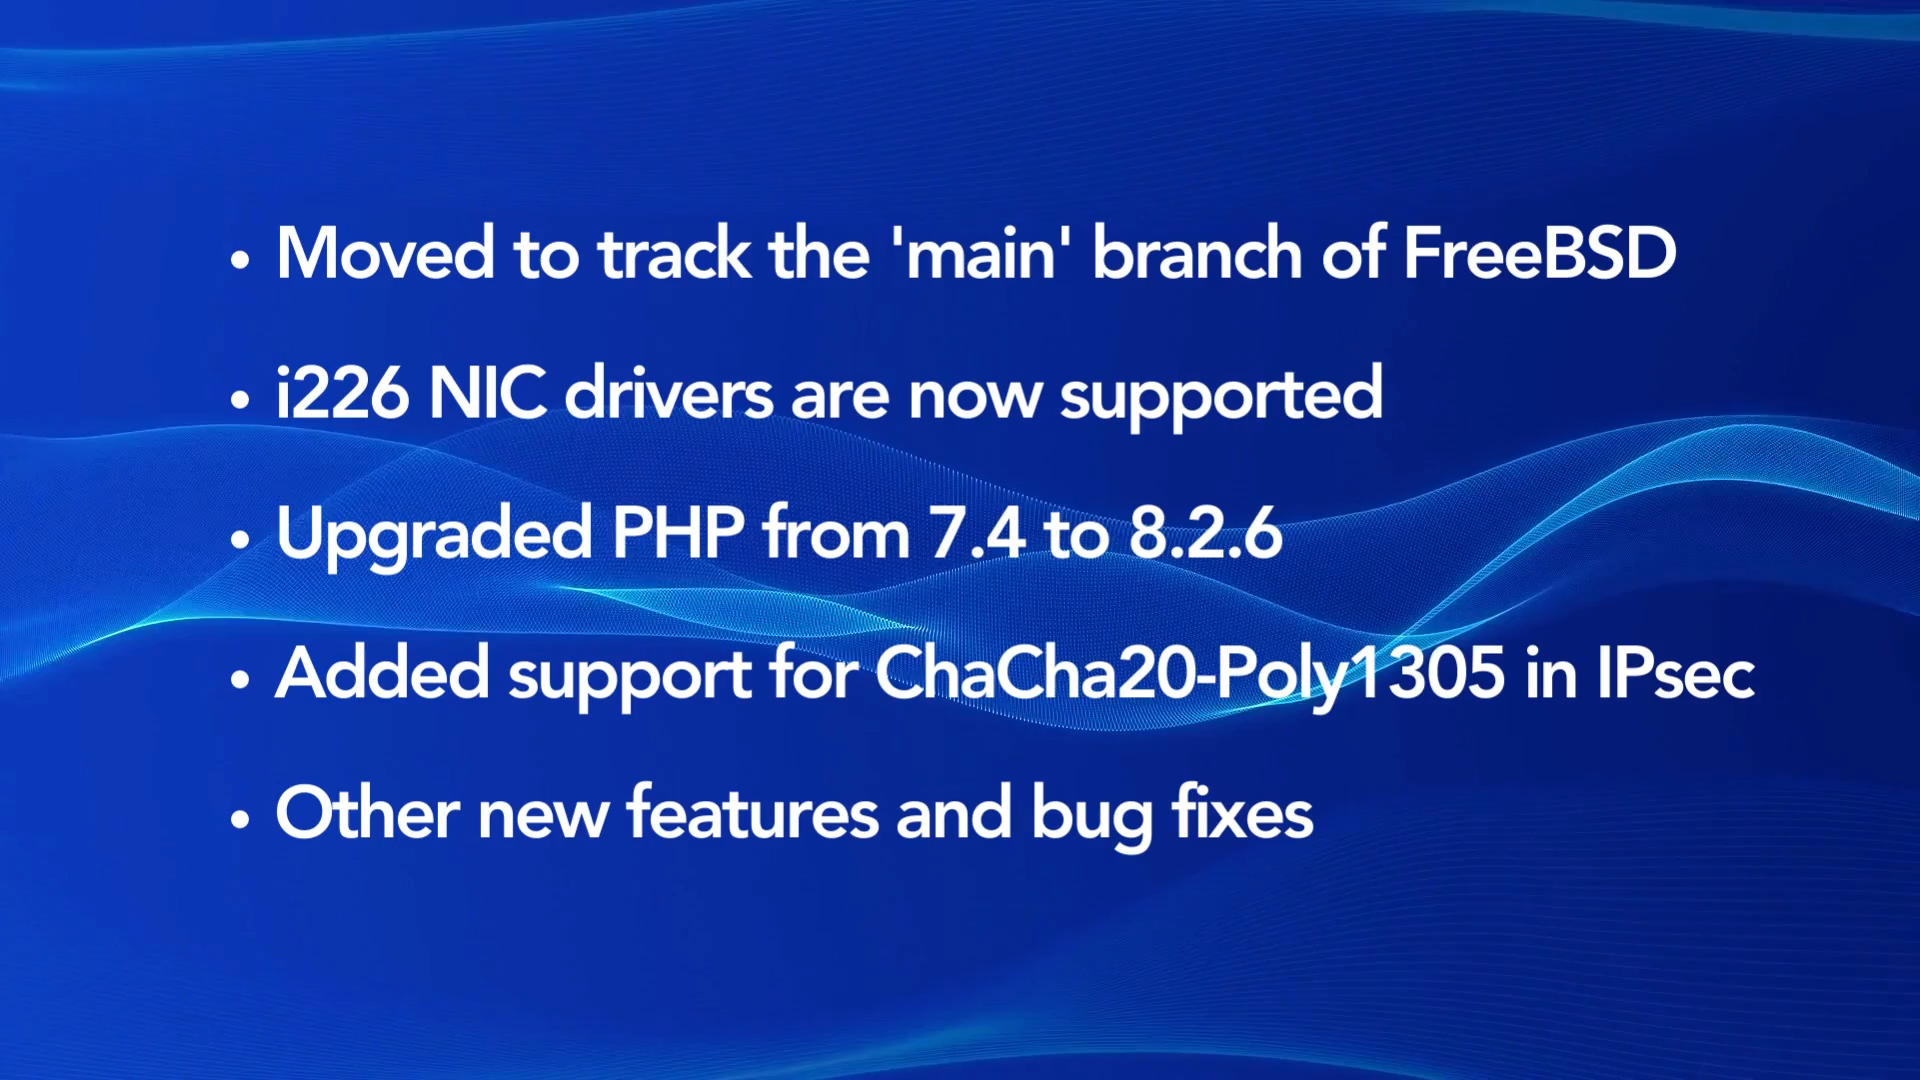 • Moved to track the 'main' branch of FreeBSD
• i226 NIC drivers are now supported
• Upgraded PHP from 7.4 to 8.2.6
• Added support for ChaCha20-Poly1305 in IPsec
• Other new features and bug fixes